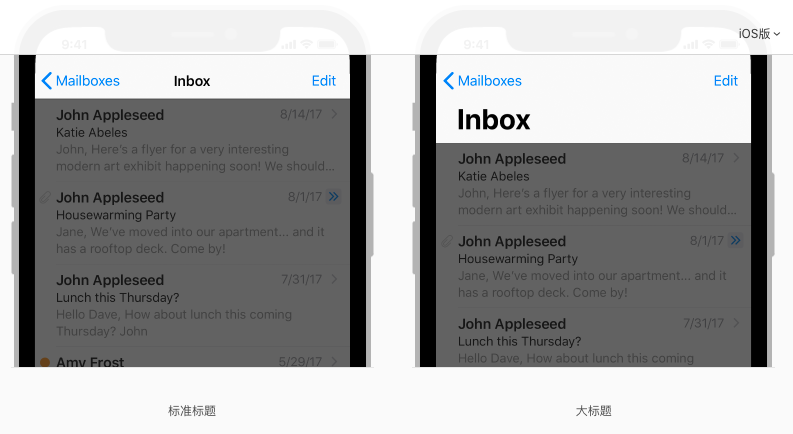 iOS版
9:41
Mailboxes Inbox Edit
John Appleseed 8/14/17
Katie Abeles
John, Here's a flyer for a very interesting
modern art exhibit happening soon! We should...
John Appleseed 8/1/17
Housewarming Party
Jane, We've moved into our apartment... and it
has a rooftop deck. Come by!
John Appleseed 7/31/17
Lunch this Thursday?
Hello Dave, How about lunch this coming
Thursday? John
Amy Frost 5/29/17
标准标题
9:41
Mailboxes Edit
Inbox
John Appleseed 8/14/17
Katie Abeles
John, Here's a flyer for a very interesting
modern art exhibit happening soon! We should...
John Appleseed 8/1/17
Housewarming Party
Jane, We've moved into our apartment... and it
has a rooftop deck. Come by!
John Appleseed 7/31/17
Lunch this Thursday?
Hello Dave, How about lunch this coming
大标题